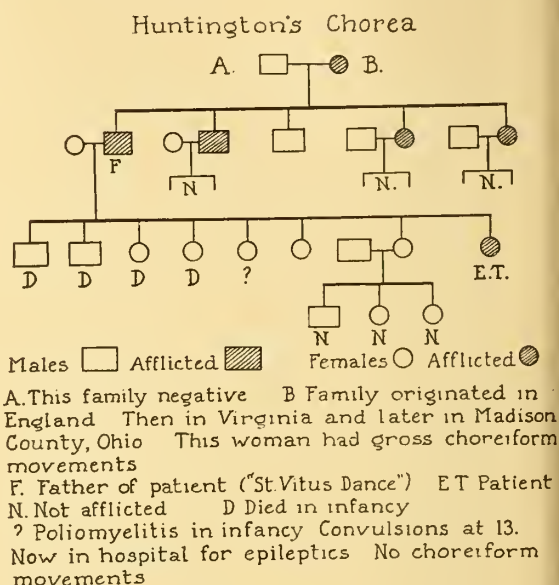 Huntington's Chorea
A. B.
F
N N. N.
D D D D ? E.T.
N N N
Males Afflicted Females Afflicted
A. This family negative B Family originated in
England Then in Virginia and later in Madison
County, Ohio This woman had gross choreiform
movements
F. Father of patient ("St. Vitus Dance") E T Patient
N. Not afflicted D Died in infancy
? Poliomyelitis in infancy Convulsions at 13.
Now in hospital for epileptics No choreiform
movements